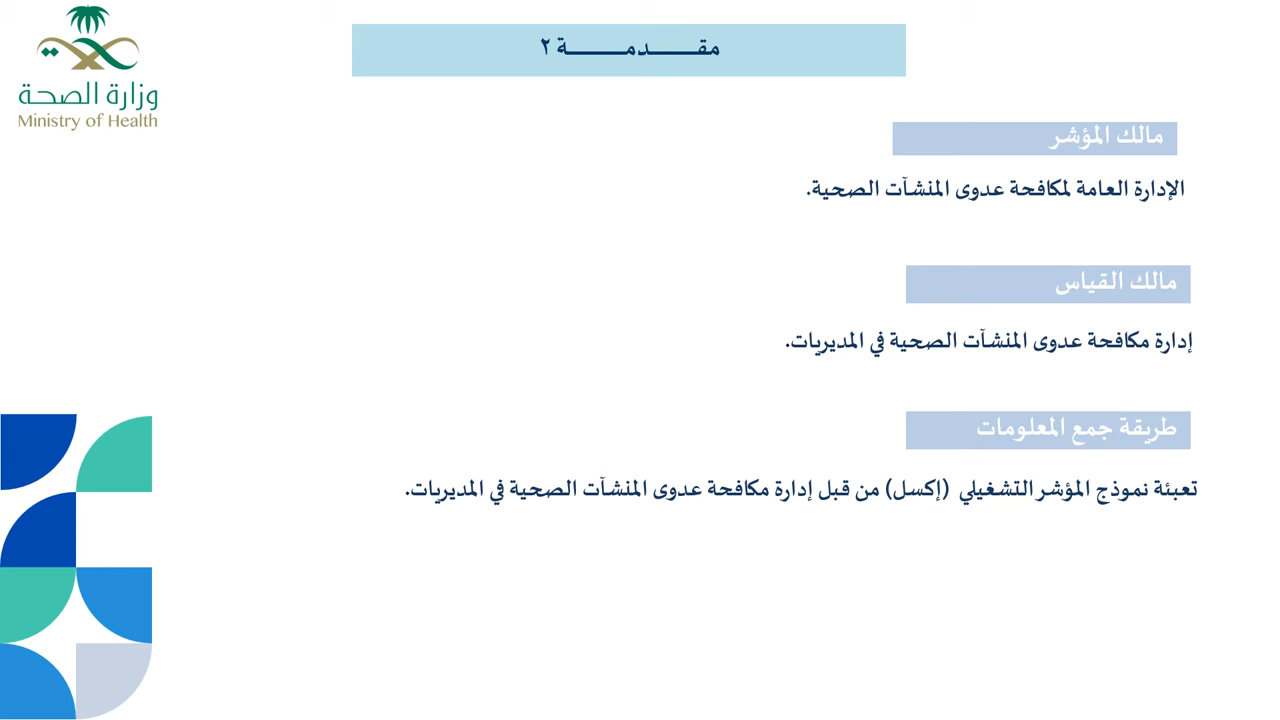 وزارة الصحة
Ministry of Health
مقـــــدمـــــــة ٢
مالك المؤشر
الإدارة العامة لمكافحة عدوى المنشآت الصحية.
مالك القياس
إدارة مكافحة عدوى المنشآت الصحية في المديريات.
طريقة جمع المعلومات
تعبئة نموذج المؤشر التشغيلي (إكسل) من قبل إدارة مكافحة عدوى المنشآت الصحية في المديريات.